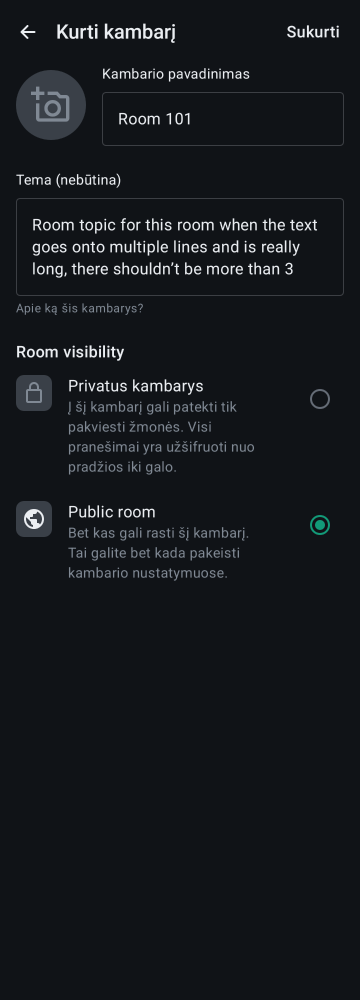 Kurti kambarį
Sukurti
Kambario pavadinimas
Room 101
Tema (nebūtina)
Room topic for this room when the text
goes onto multiple lines and is really
long, there shouldn’t be more than 3
Apie ką šis kambarys?
Room visibility
Privatus kambarys
Į šį kambarį gali patekti tik
pakviesti žmonės. Visi
pranešimai yra užšifruoti nuo
pradžios iki galo.
Public room
Bet kas gali rasti šį kambarį.
Tai galite bet kada pakeisti
kambario nustatymuose.